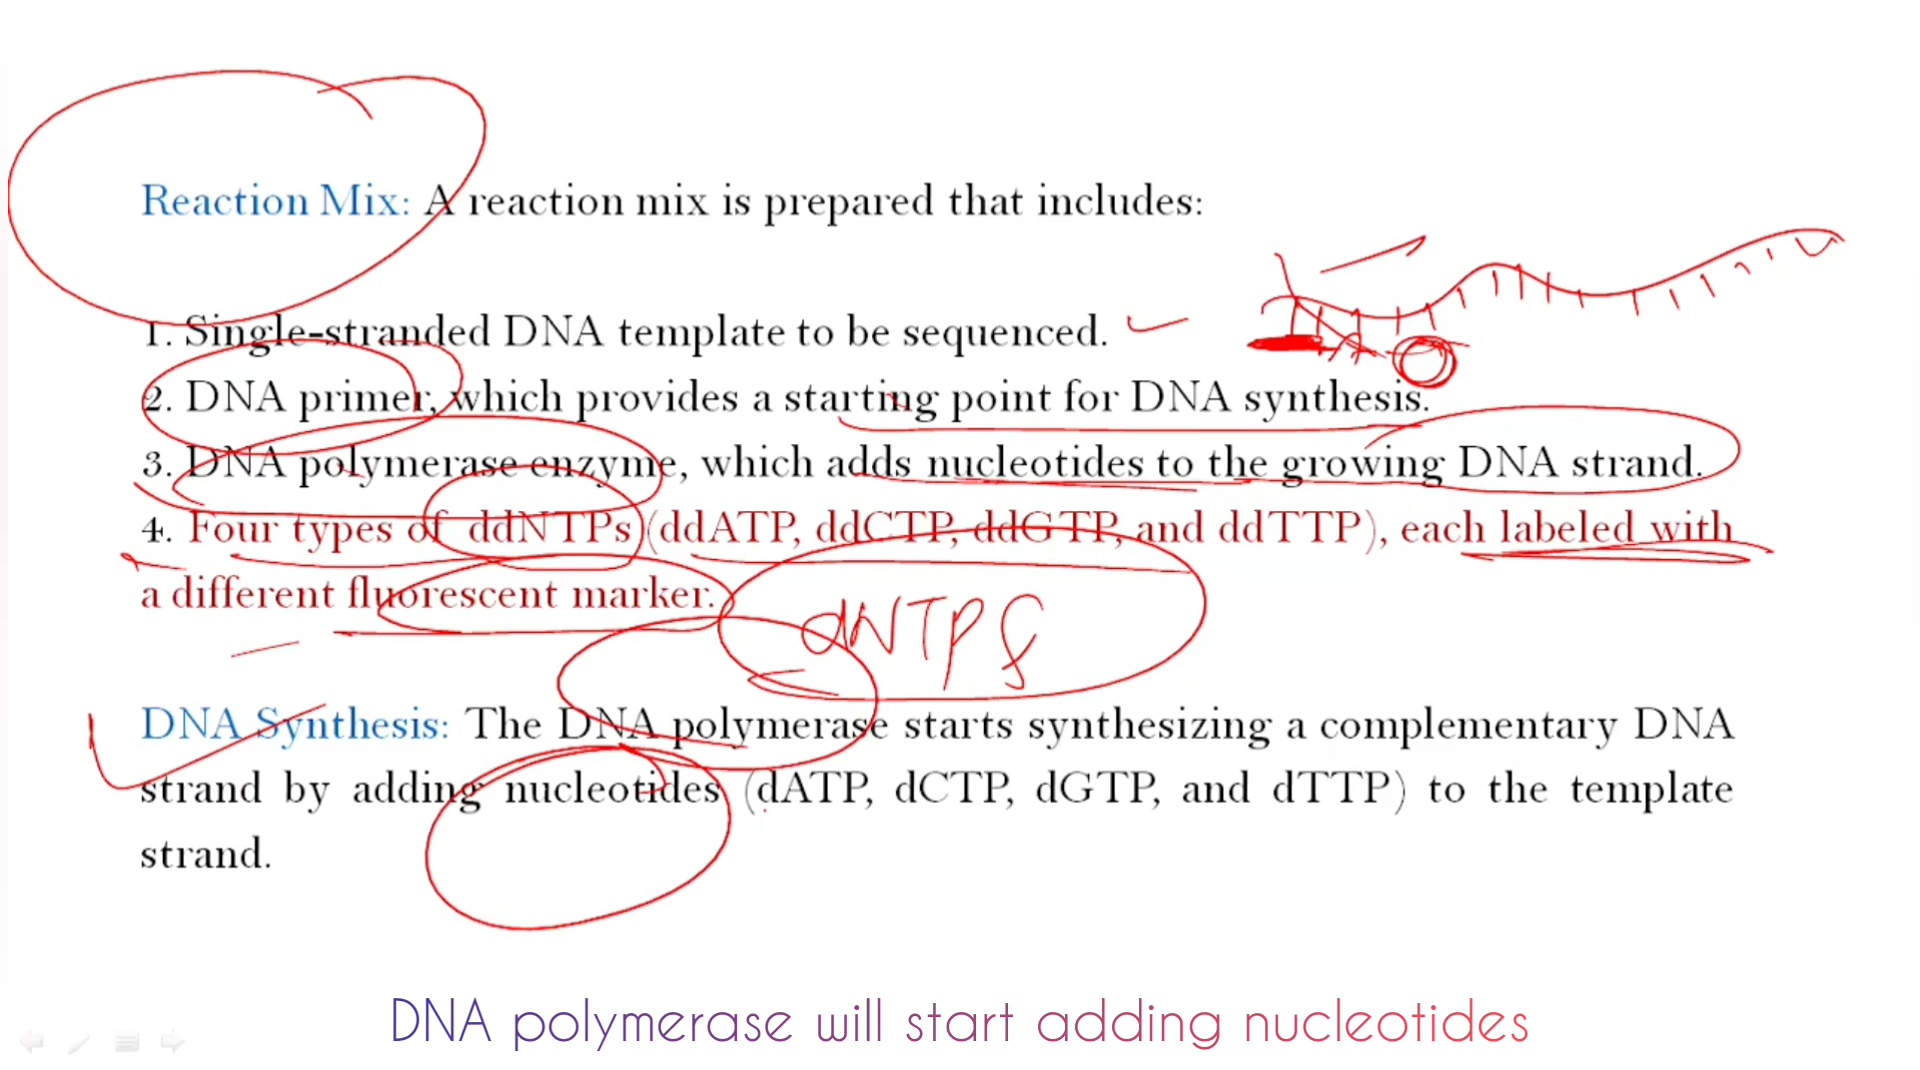 Reaction Mix: A reaction mix is prepared that includes:
1. Single-stranded DNA template to be sequenced.
2. DNA primer, which provides a starting point for DNA synthesis.
3. DNA polymerase enzyme, which adds nucleotides to the growing DNA strand.
4. Four types of ddNTPs (ddATP, ddCTP, ddGTP, and ddTTP), each labeled with
a different fluorescent marker.
dNTPs
DNA Synthesis: The DNA polymerase starts synthesizing a complementary DNA
strand by adding nucleotides (dATP, dCTP, dGTP, and dTTP) to the template
strand.
DNA polymerase will start adding nucleotides